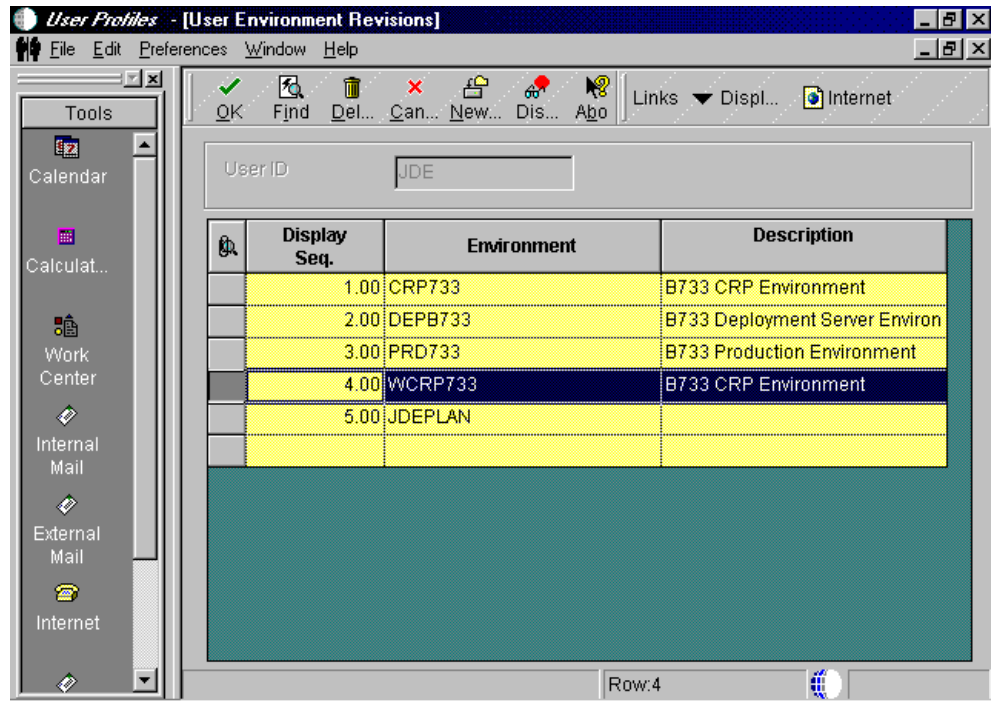 User Profiles - [User Environment Revisions]
File Edit Preferences Window Help
Tools
OK Find Del... Can... New... Dis... Abo Links Displ... Internet
Calendar
User ID JDE
Calculat...
Display Seq. Environment Description
1.00 CRP733 B733 CRP Environment
2.00 DEPB733 B733 Deployment Server Environ
3.00 PRD733 B733 Production Environment
4.00 WCRP733 B733 CRP Environment
5.00 JDEPLAN
Work
Center
Internal
Mail
External
Mail
Internet
Row:4